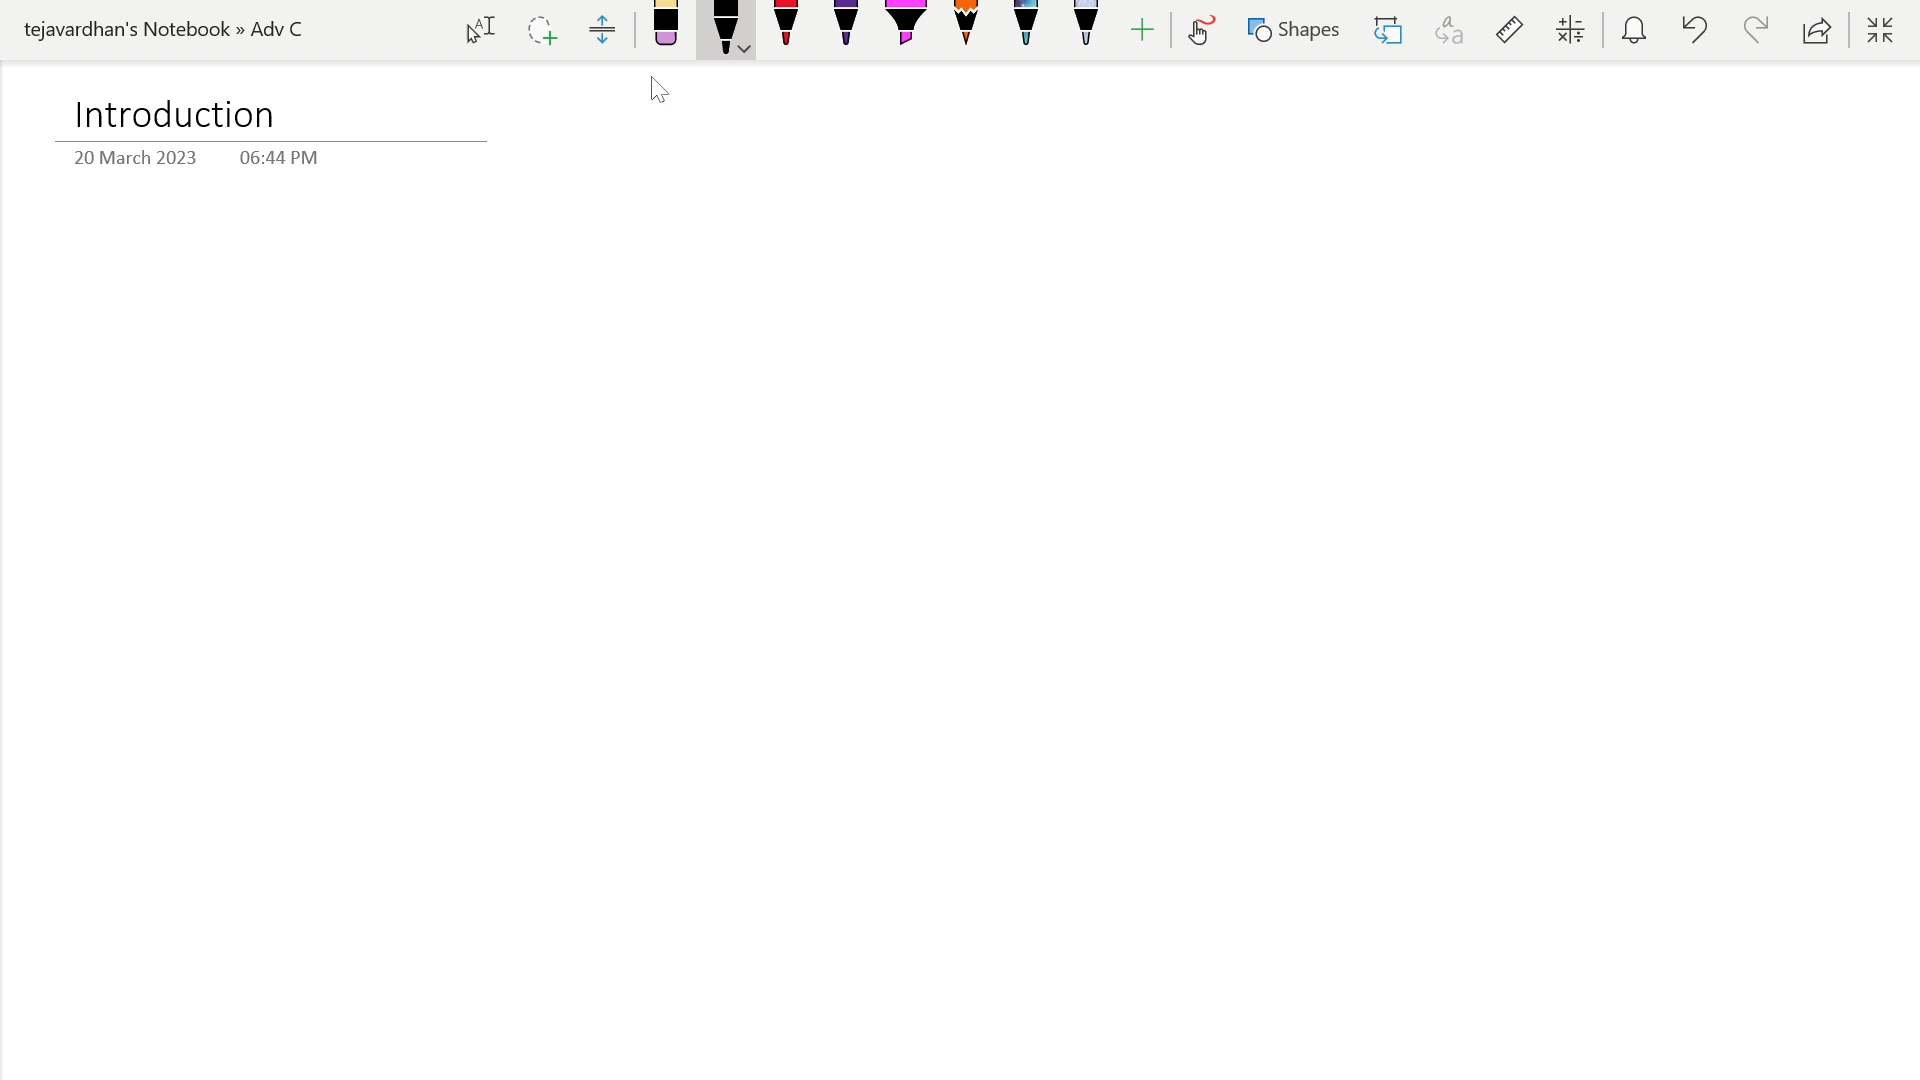 tejavardhan's Notebook » Adv C
Shapes
Introduction
20 March 2023 06:44 PM